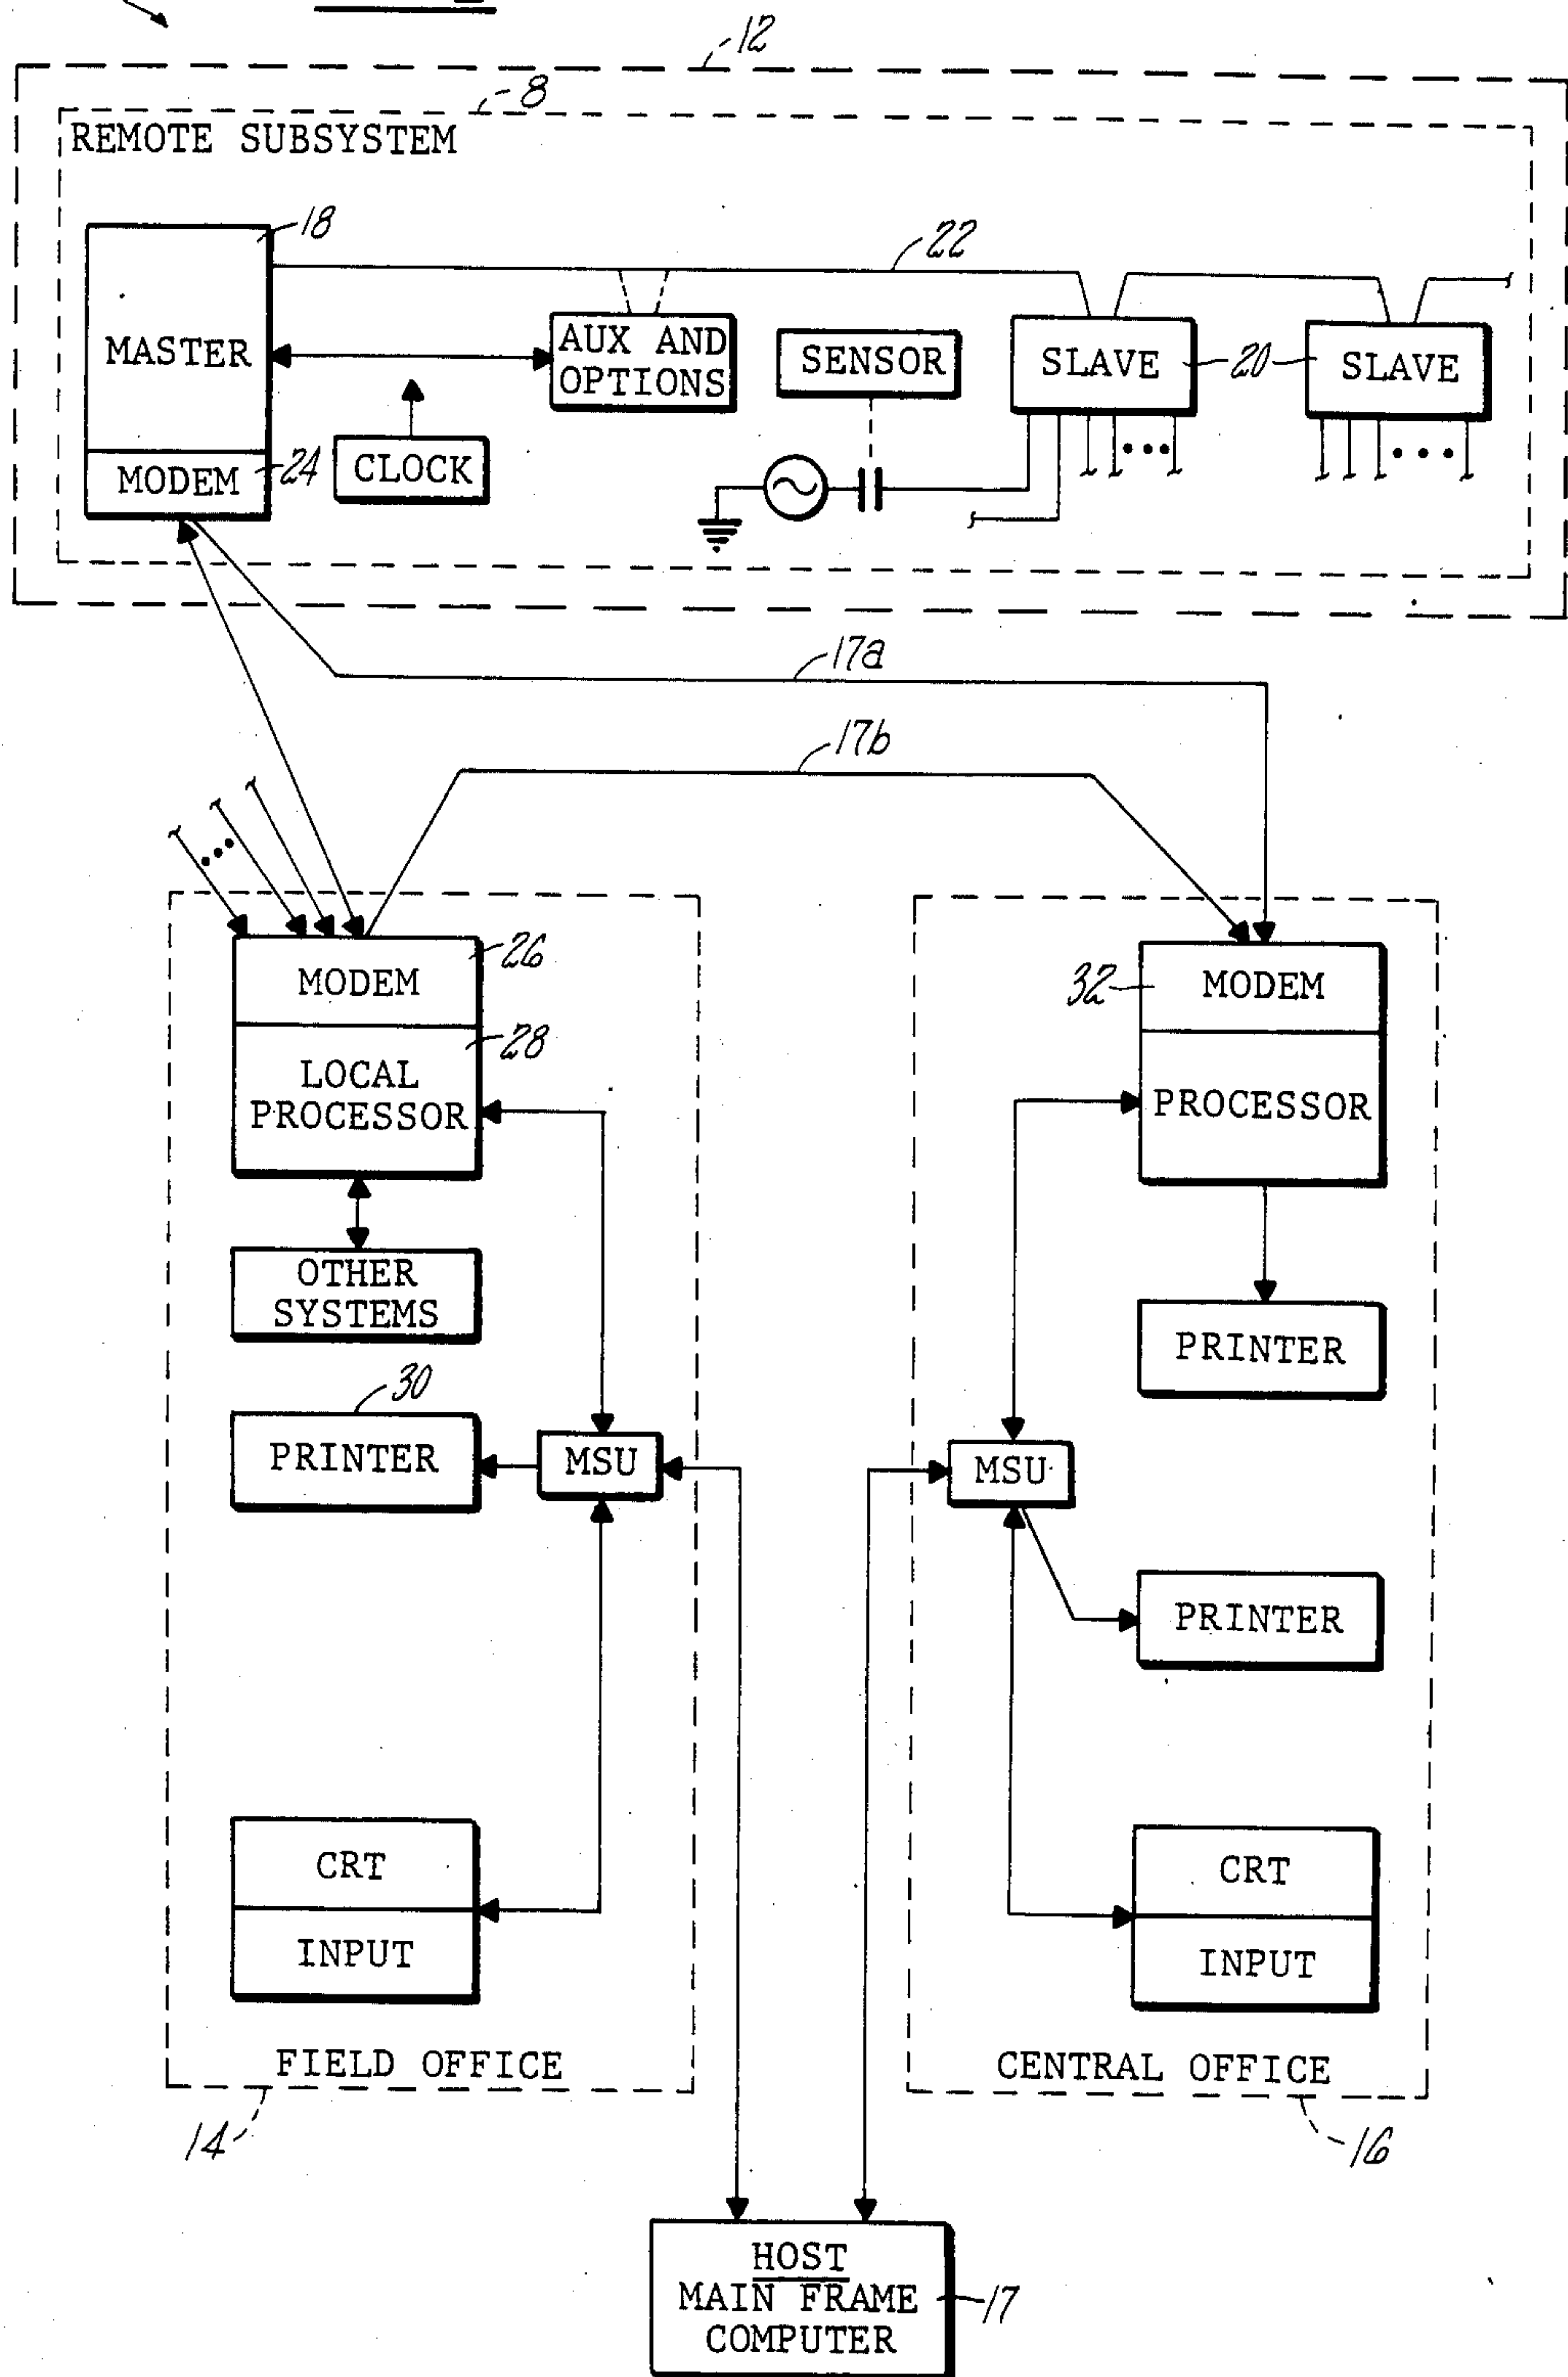 12
8
REMOTE SUBSYSTEM
18
22
MASTER
AUX AND
OPTIONS
SENSOR
SLAVE
20
SLAVE
MODEM
24
CLOCK
17a
17b
MODEM
26
28
LOCAL
PROCESSOR
32
MODEM
PROCESSOR
OTHER
SYSTEMS
PRINTER
30
PRINTER
MSU
MSU
PRINTER
CRT
INPUT
CRT
INPUT
FIELD OFFICE
CENTRAL OFFICE
14
16
HOST
MAIN FRAME
COMPUTER
17